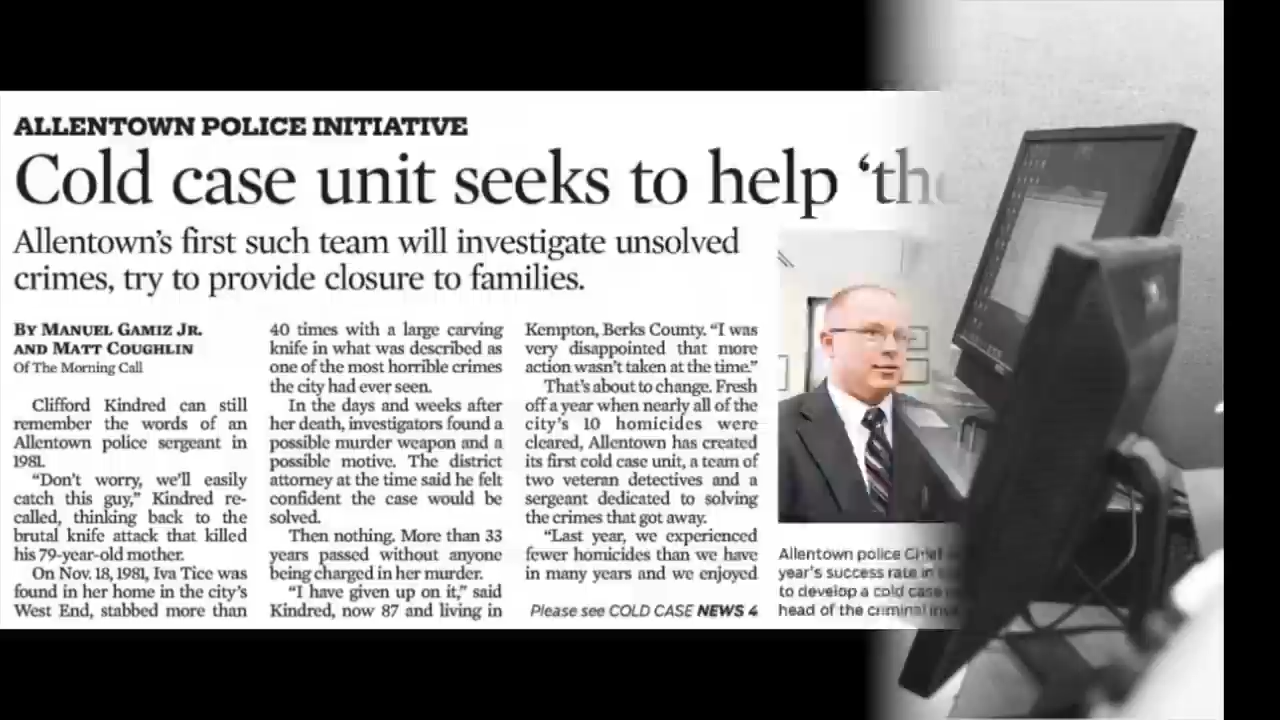 ALLENTOWN POLICE INITIATIVE
Cold case unit seeks to help ‘the
Allentown’s first such team will investigate unsolved
crimes, try to provide closure to families.
BY MANUEL GAMIZ JR.
AND MATT COUGHLIN
Of The Morning Call
Clifford Kindred can still
remember the words of an
Allentown police sergeant in
1981.
“Don’t worry, we’ll easily
catch this guy,” Kindred re-
called, thinking back to the
brutal knife attack that killed
his 79-year-old mother.
On Nov. 18, 1981, Iva Tice was
found in her home in the city’s
West End, stabbed more than
40 times with a large carving
knife in what was described as
one of the most horrible crimes
the city had ever seen.
In the days and weeks after
her death, investigators found a
possible murder weapon and a
possible motive. The district
attorney at the time said he felt
confident the case would be
solved.
Then nothing. More than 33
years passed without anyone
being charged in her murder.
“I have given up on it,” said
Kindred, now 87 and living in
Kempton, Berks County. “I was
very disappointed that more
action wasn’t taken at the time.”
That’s about to change. Fresh
off a year when nearly all of the
city’s 10 homicides were
cleared, Allentown has created
its first cold case unit, a team of
two veteran detectives and a
sergeant dedicated to solving
the crimes that got away.
“Last year, we experienced
fewer homicides than we have
in many years and we enjoyed
Please see COLD CASE NEWS 4
Allentown police Chief
year’s success rate in
to develop a cold case
head of the criminal